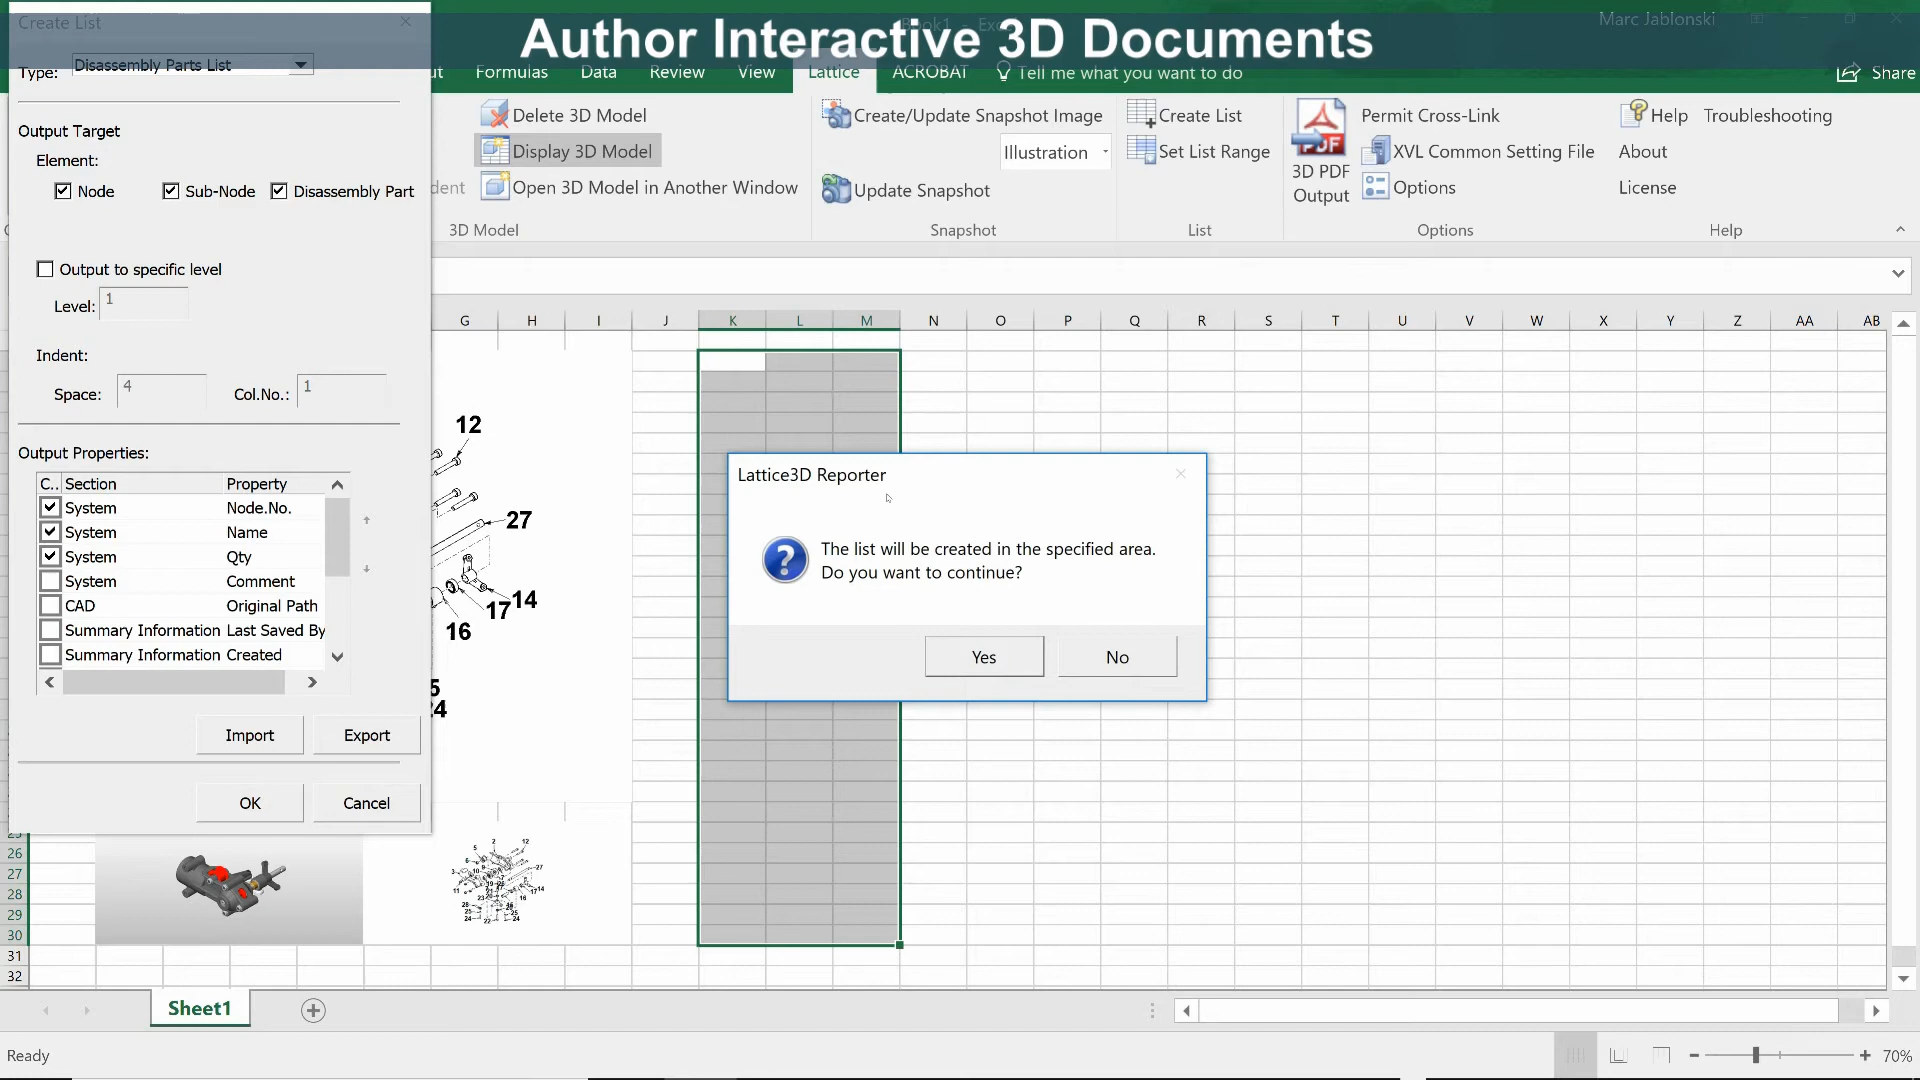 Create List
Author Interactive 3D Documents
Marc Jablonski
Type: Disassembly Parts List
Formulas Data Review View Lattice ACROBAT Tell me what you want to do Share
Output Target
Element:
Node Sub-Node Disassembly Part
Output to specific level
Level: 1
Indent:
Space: 4 Col.No.: 1
Output Properties:
C.. Section Property
System Node.No.
System Name
System Qty
System Comment
CAD Original Path
Summary Information Last Saved By
Summary Information Created
Import Export
OK Cancel
Delete 3D Model
Display 3D Model
Open 3D Model in Another Window
3D Model
Create/Update Snapshot Image
Illustration
Update Snapshot
Snapshot
Create List
Set List Range
List
PDF
3D PDF
Output
Permit Cross-Link
XVL Common Setting File
Options
Options
Help Troubleshooting
About
License
Help
G H I J K L M N O P Q R S T U V W X Y Z AA AB
12
27
14
17
16
Lattice3D Reporter
The list will be created in the specified area.
Do you want to continue?
Yes No
26
27
28
29
30
31
32
Sheet1
Ready
70%